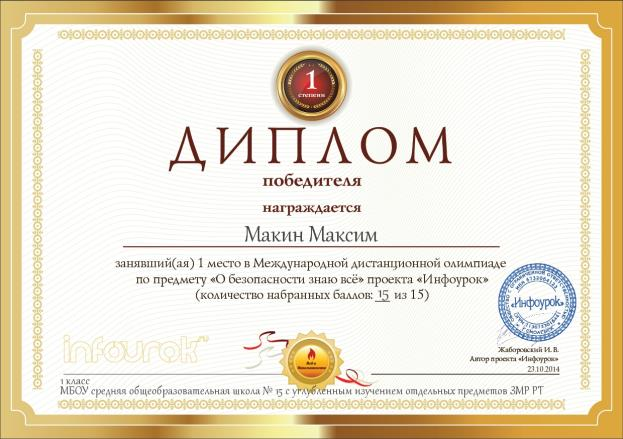 1
степени
ДИПЛОМ
победителя
награждается
Макин Максим
занявший(ая) 1 место в Международной дистанционной олимпиаде
по предмету «О безопасности знаю всё» проекта «Инфоурок»
(количество набранных баллов: 15 из 15)
«Инфоурок»
infourok
Жаборовский И. В.
Автор проекта «Инфоурок»
23.10.2014
1 класс
МБОУ средняя общеобразовательная школа № 15 с углубленным изучением отдельных предметов ЗМР РТ